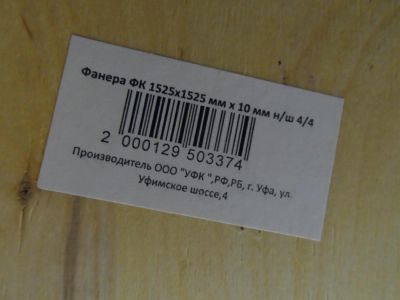 Фанера ФК 1525х1525 мм х 10 мм н/ш 4/4
2 000129 503374
Производитель ООО "УФК ",РФ,РБ, г. Уфа, ул.
Уфимское шоссе,4